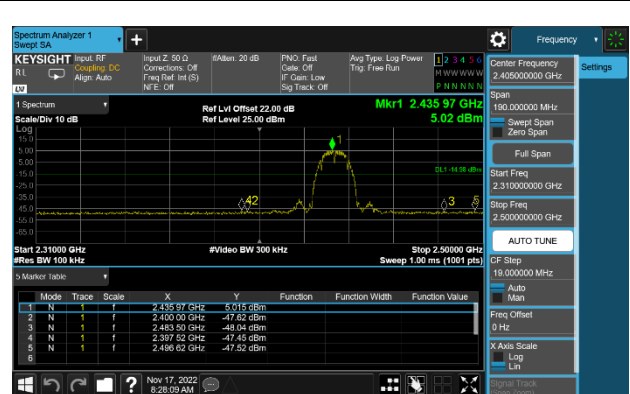 Spectrum Analyzer 1
Swept SA
Frequency
KEYSIGHT Input: RF
Coupling: DC
Align: Auto
RL
Input Z: 50 Ω
Corrections: Off
Freq Ref: Int (S)
NFE: Off
#Atten: 20 dB
PNO: Fast
Gate: Off
IF Gain: Low
Sig Track: Off
Avg Type: Log-Power
Trig: Free Run
1 2 3 4 5 6
M W W W W W
P N N N N N
LW
1 Spectrum
Scale/Div 10 dB
Ref Lvl Offset 22.00 dB
Ref Level 25.00 dBm
Mkr1 2.435 97 GHz
5.02 dBm
Log
15.0
5.00
-5.00
-15.0
-25.0
-35.0
-45.0
-55.0
-65.0
1
DL1 -14.98 dBm
42
3
5
Start 2.31000 GHz
#Res BW 100 kHz
#Video BW 300 kHz
Stop 2.50000 GHz
Sweep 1.00 ms (1001 pts)
5 Marker Table
Mode Trace Scale X Y Function Function Width Function Value
1 N 1 f 2.435 97 GHz 5.015 dBm
2 N 1 f 2.400 00 GHz -47.62 dBm
3 N 1 f 2.483 50 GHz -48.04 dBm
4 N 1 f 2.397 52 GHz -47.45 dBm
5 N 1 f 2.496 62 GHz -47.52 dBm
6
Nov 17, 2022
8:28:09 AM
Center Frequency
2.405000000 GHz
Settings
Span
190.000000 MHz
Swept Span
Zero Span
Full Span
Start Freq
2.310000000 GHz
Stop Freq
2.500000000 GHz
AUTO TUNE
CF Step
19.000000 MHz
Auto
Man
Freq Offset
0 Hz
X Axis Scale
Log
Lin
Signal Track
(Span Zoom)